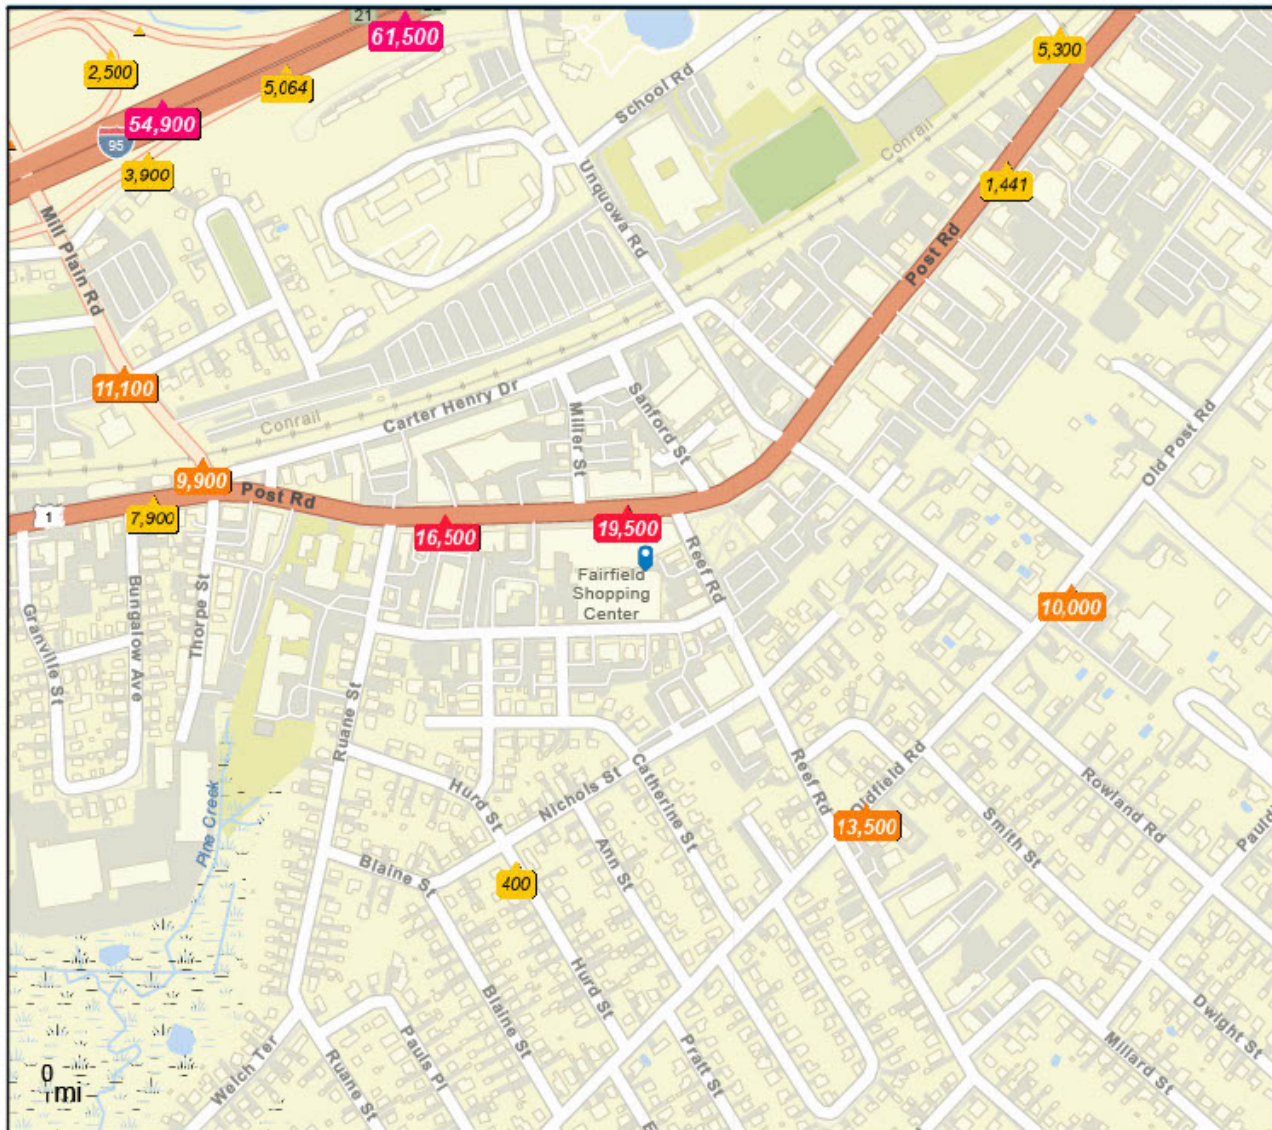 21
61,500
2,500
5,064
5,300
54,900
95
3,900
School Rd
Conrail
1,441
Unquowa Rd
Mill Plain Rd
Post Rd
11,100
Carter Henry Dr
Conrail
Miller St
Sanford St
Old Post Rd
9,900
Post Rd
1
7,900
16,500
19,500
Reef Rd
Fairfield
Shopping
Center
10,000
Granville St
Bungalow Ave
Thorpe St
Ruane St
Pine Creek
Hurd St
Nichols St
Catherine St
Reef Rd
Oldfield Rd
13,500
Smith St
Rowland Rd
Pauldi
Blaine St
Ann St
400
Blaine St
Hurd St
Dwight St
Millard St
Pratt St
Pauls Pl
Ruane St
Welch Ter
0
mi